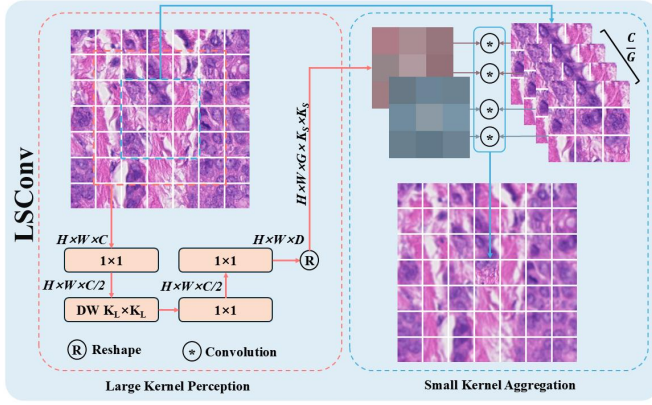 LSConv
H×W×C
1×1
H×W×C/2
DW K_L×K_L
1×1
H×W×C/2
1×1
H×W×D
R
H×W×G×K_S×K_S
*
*
*
*
C/G
R Reshape
* Convolution
Large Kernel Perception
Small Kernel Aggregation